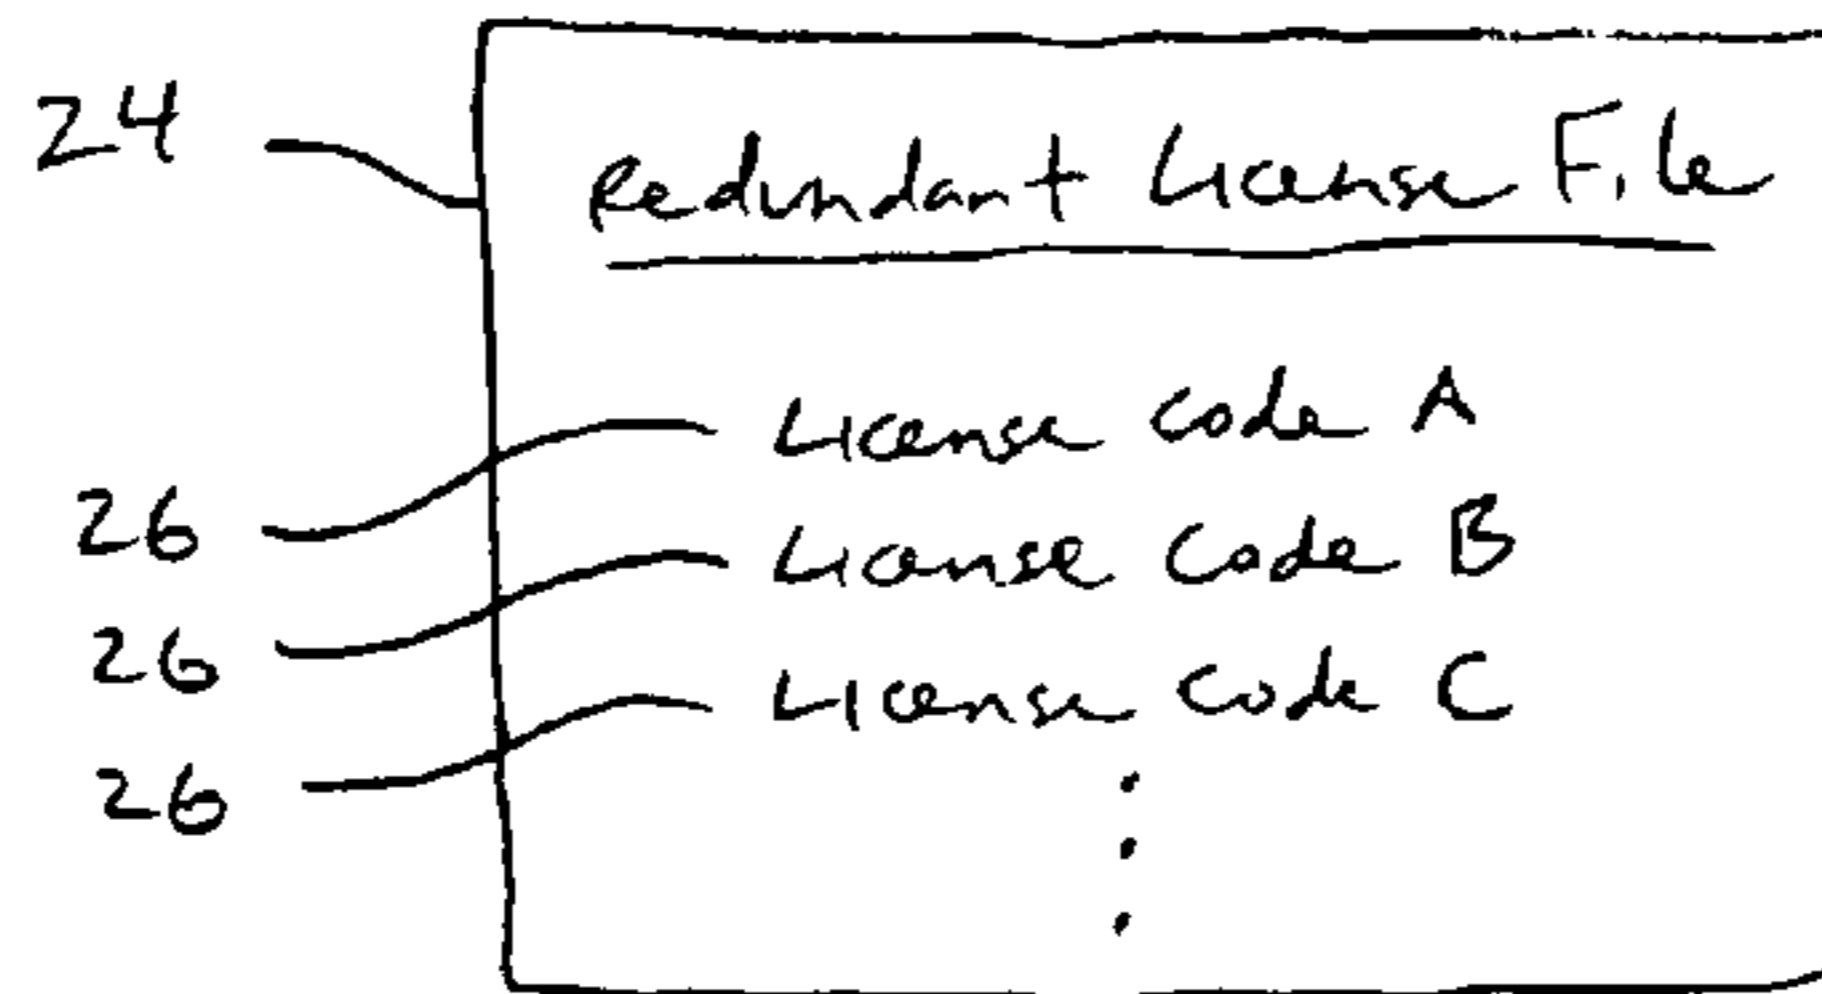 24
Redundant License File
License Code A
26
License Code B
26
License Code C
26